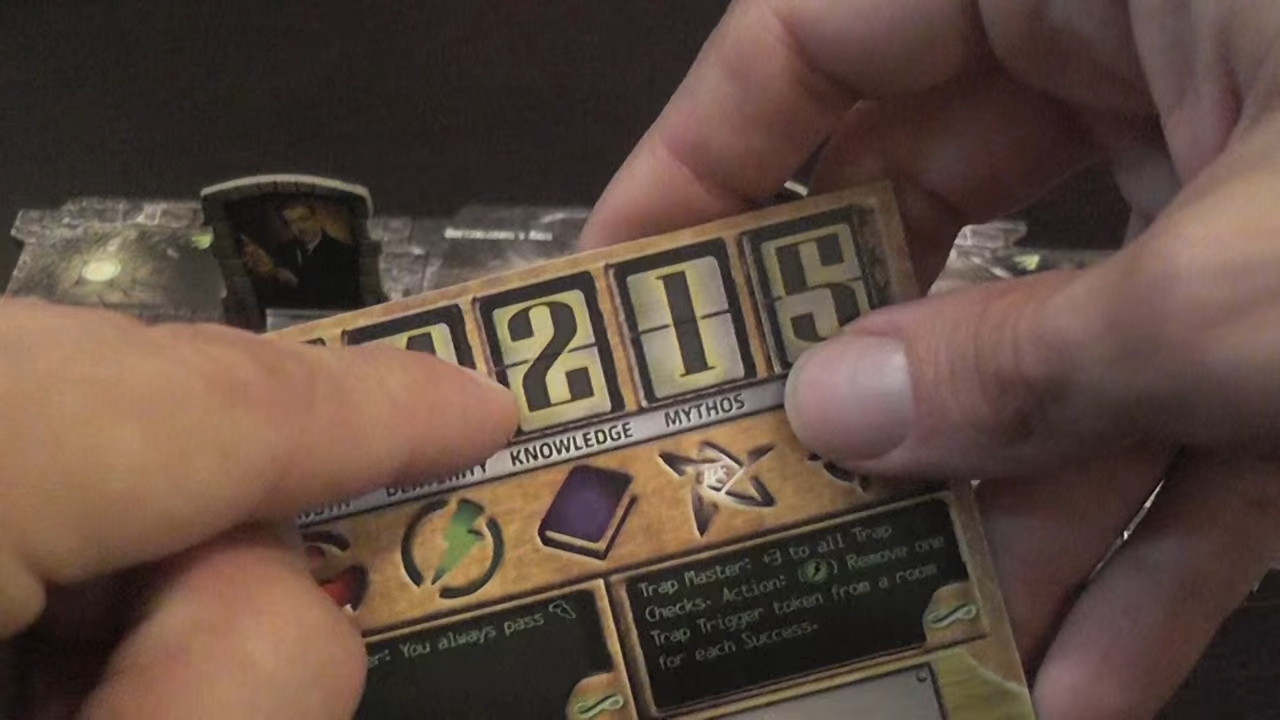 2 1 5
KNOWLEDGE MYTHOS
You always pass
Trap Master: +3 to all Trap
Checks. Action: ( ) Remove one
Trap Trigger token from a room
for each Success.